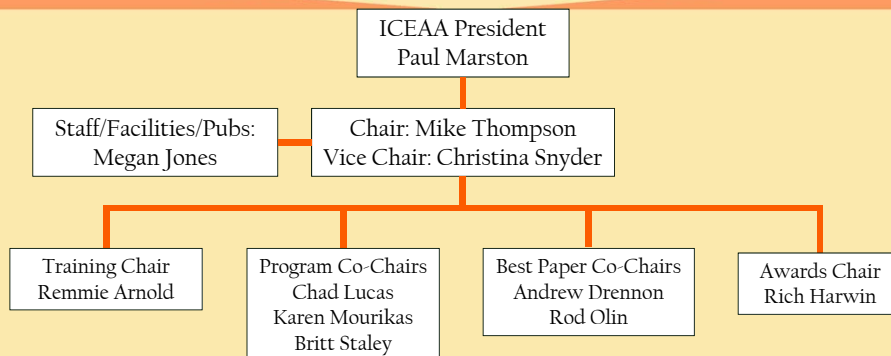 ICEAA President
Paul Marston
Staff/Facilities/Pubs:
Megan Jones
Chair: Mike Thompson
Vice Chair: Christina Snyder
Training Chair
Remmie Arnold
Program Co-Chairs
Chad Lucas
Karen Mourikas
Britt Staley
Best Paper Co-Chairs
Andrew Drennon
Rod Olin
Awards Chair
Rich Harwin